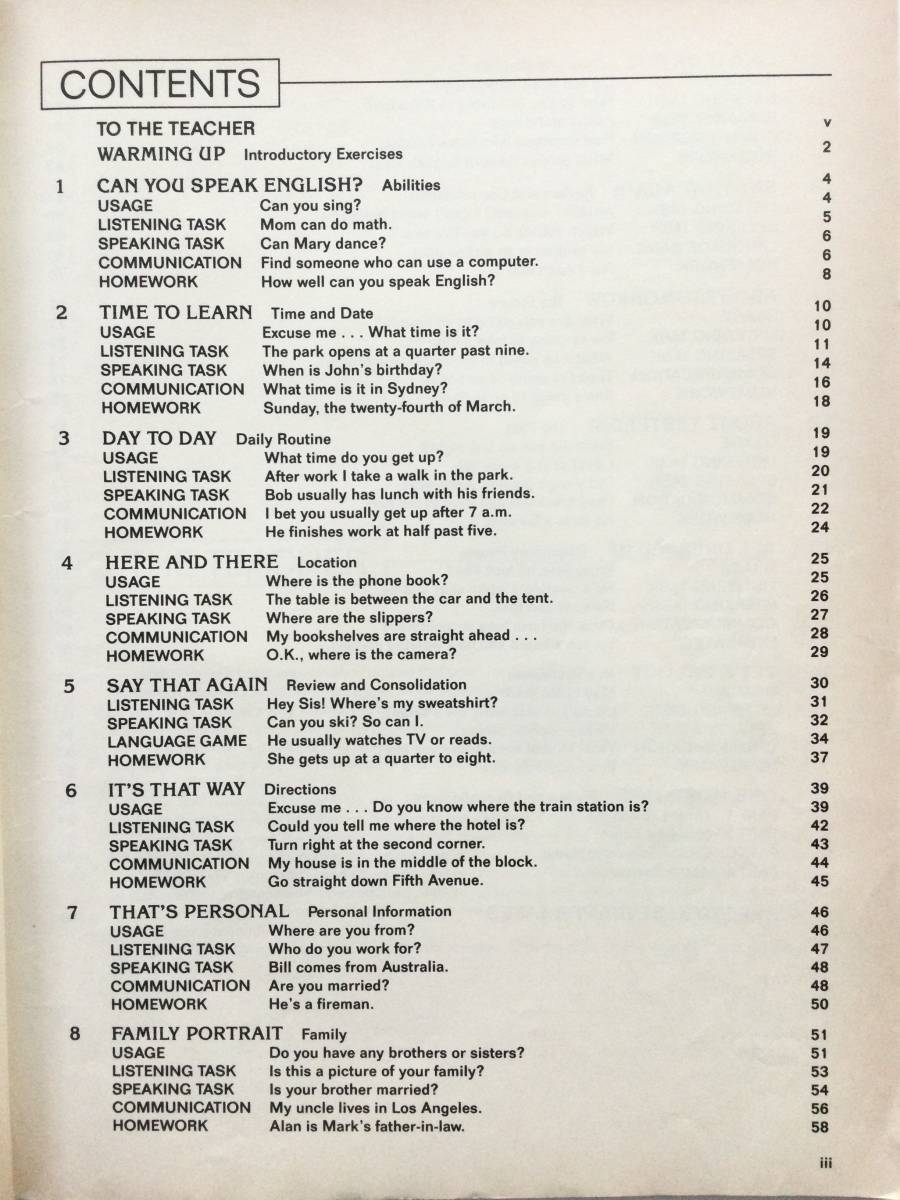 CONTENTS
TO THE TEACHER v
WARMING UP Introductory Exercises 2
1 CAN YOU SPEAK ENGLISH? Abilities 4
USAGE Can you sing? 4
LISTENING TASK Mom can do math. 5
SPEAKING TASK Can Mary dance? 6
COMMUNICATION Find someone who can use a computer. 6
HOMEWORK How well can you speak English? 8
2 TIME TO LEARN Time and Date 10
USAGE Excuse me . . . What time is it? 10
LISTENING TASK The park opens at a quarter past nine. 11
SPEAKING TASK When is John's birthday? 14
COMMUNICATION What time is it in Sydney? 16
HOMEWORK Sunday, the twenty-fourth of March. 18
3 DAY TO DAY Daily Routine 19
USAGE What time do you get up? 19
LISTENING TASK After work I take a walk in the park. 20
SPEAKING TASK Bob usually has lunch with his friends. 21
COMMUNICATION I bet you usually get up after 7 a.m. 22
HOMEWORK He finishes work at half past five. 24
4 HERE AND THERE Location 25
USAGE Where is the phone book? 25
LISTENING TASK The table is between the car and the tent. 26
SPEAKING TASK Where are the slippers? 27
COMMUNICATION My bookshelves are straight ahead . . . 28
HOMEWORK O.K., where is the camera? 29
5 SAY THAT AGAIN Review and Consolidation 30
LISTENING TASK Hey Sis! Where's my sweatshirt? 31
SPEAKING TASK Can you ski? So can I. 32
LANGUAGE GAME He usually watches TV or reads. 34
HOMEWORK She gets up at a quarter to eight. 37
6 IT'S THAT WAY Directions 39
USAGE Excuse me . . . Do you know where the train station is? 39
LISTENING TASK Could you tell me where the hotel is? 42
SPEAKING TASK Turn right at the second corner. 43
COMMUNICATION My house is in the middle of the block. 44
HOMEWORK Go straight down Fifth Avenue. 45
7 THAT'S PERSONAL Personal Information 46
USAGE Where are you from? 46
LISTENING TASK Who do you work for? 47
SPEAKING TASK Bill comes from Australia. 48
COMMUNICATION Are you married? 48
HOMEWORK He's a fireman. 50
8 FAMILY PORTRAIT Family 51
USAGE Do you have any brothers or sisters? 51
LISTENING TASK Is this a picture of your family? 53
SPEAKING TASK Is your brother married? 54
COMMUNICATION My uncle lives in Los Angeles. 56
HOMEWORK Alan is Mark's father-in-law. 58
iii